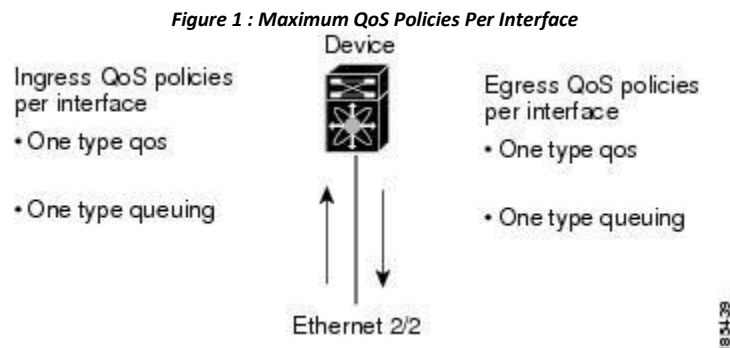 Figure 1 : Maximum QoS Policies Per Interface
Device
Ingress QoS policies
per interface
• One type qos
• One type queuing
Egress QoS policies
per interface
• One type qos
• One type queuing
Ethernet 2/2